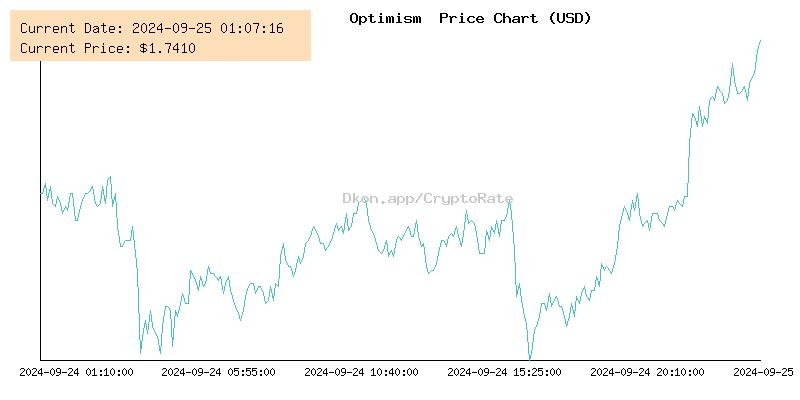 Optimism Price Chart (USD)
Current Date: 2024-09-25 01:07:16
Current Price: $1.7410
Dkon.app/CryptoRate
2024-09-24 01:10:00 2024-09-24 05:55:00 2024-09-24 10:40:00 2024-09-24 15:25:00 2024-09-24 20:10:00 2024-09-25